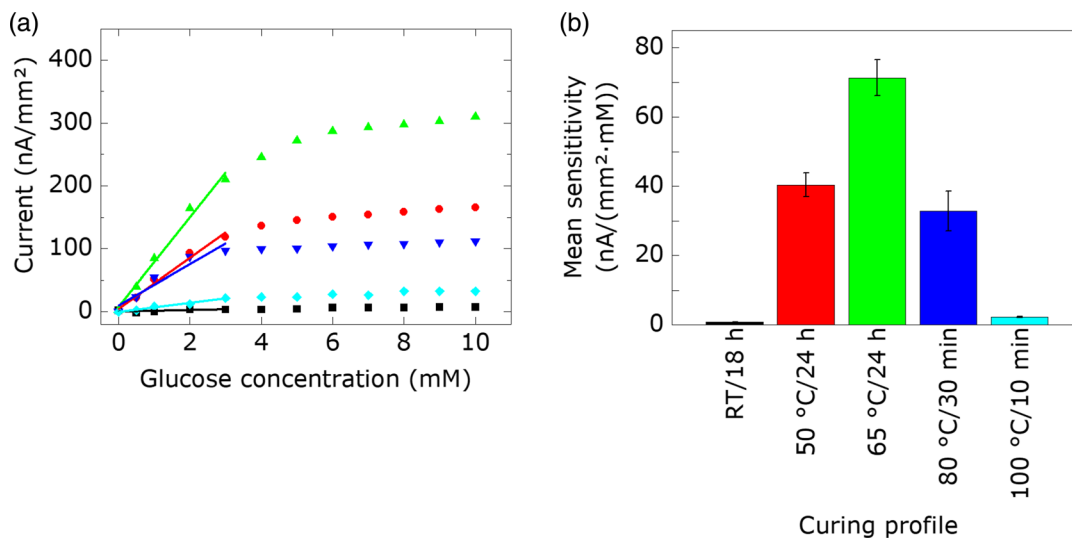 (a)
400
300
200
100
0
Current (nA/mm²)
0 2 4 6 8 10
Glucose concentration (mM)
(b)
80
60
40
20
0
Mean sensititivity
(nA/(mm²·mM))
RT/18 h
50 °C/24 h
65 °C/24 h
80 °C/30 min
100 °C/10 min
Curing profile